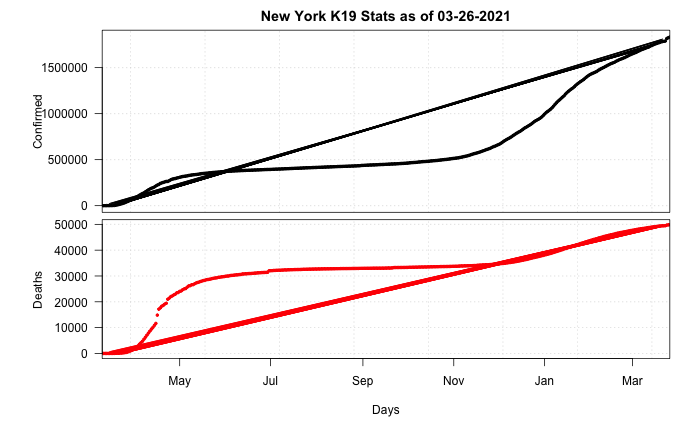 New York K19 Stats as of 03-26-2021
Confirmed
1500000
1000000
500000
0
Deaths
50000
40000
30000
20000
10000
0
May Jul Sep Nov Jan Mar
Days